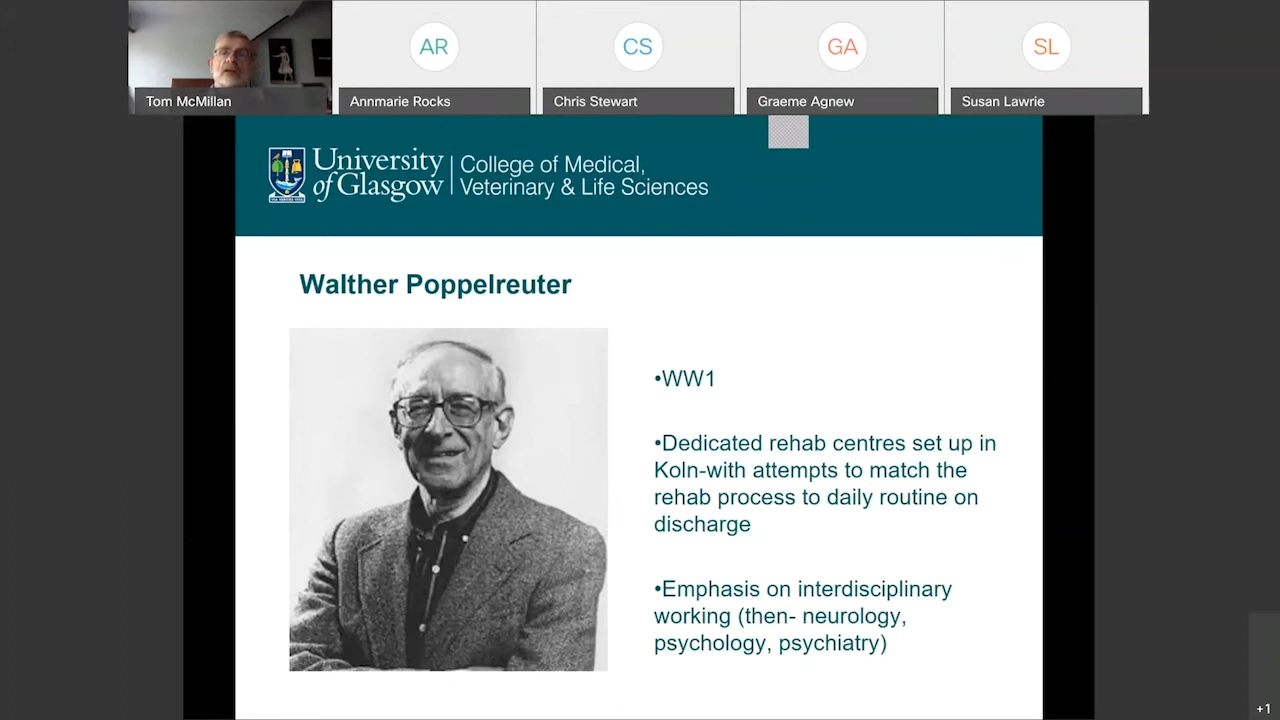 Tom McMillan
AR
Annmarie Rocks
CS
Chris Stewart
GA
Graeme Agnew
SL
Susan Lawrie
University
of Glasgow
College of Medical,
Veterinary & Life Sciences
Walther Poppelreuter
•WW1
•Dedicated rehab centres set up in
Koln-with attempts to match the
rehab process to daily routine on
discharge
•Emphasis on interdisciplinary
working (then- neurology,
psychology, psychiatry)
+1